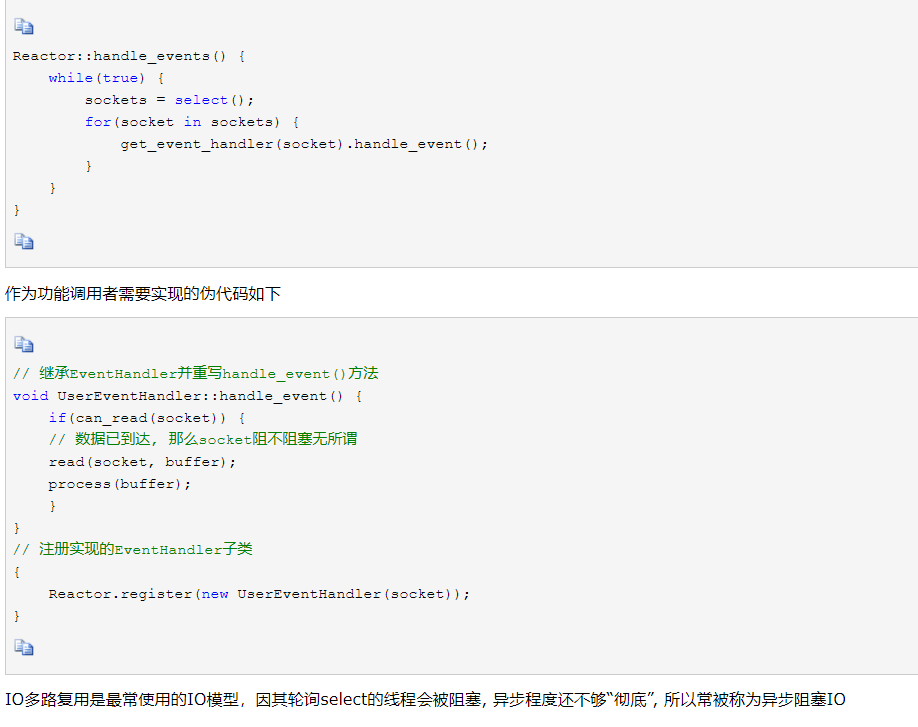 Reactor::handle_events() {
    while(true) {
        sockets = select();
        for(socket in sockets) {
            get_event_handler(socket).handle_event();
        }
    }
}
作为功能调用者需要实现的伪代码如下
// 继承EventHandler并重写handle_event()方法
void UserEventHandler::handle_event() {
    if(can_read(socket)) {
    // 数据已到达, 那么socket阻不阻塞无所谓
    read(socket, buffer);
    process(buffer);
    }
}
// 注册实现的EventHandler子类
{
    Reactor.register(new UserEventHandler(socket));
}
IO多路复用是最常使用的IO模型，因其轮询select的线程会被阻塞, 异步程度还不够“彻底”, 所以常被称为异步阻塞IO